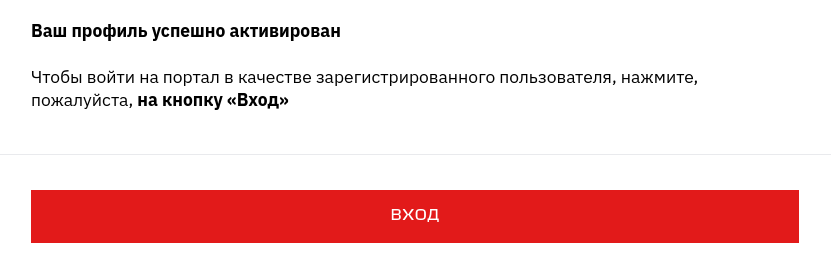 Ваш профиль успешно активирован
Чтобы войти на портал в качестве зарегистрированного пользователя, нажмите,
пожалуйста, на кнопку «Вход»
ВХОД